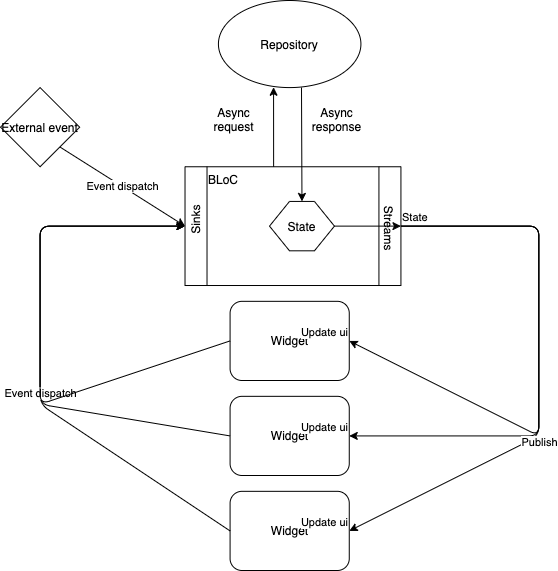 Repository
Async
request
Async
response
External event
Event dispatch
BLoC
Sinks
State
Streams
State
Widget
Update ui
Event dispatch
Widget
Update ui
Publish
Widget
Update ui